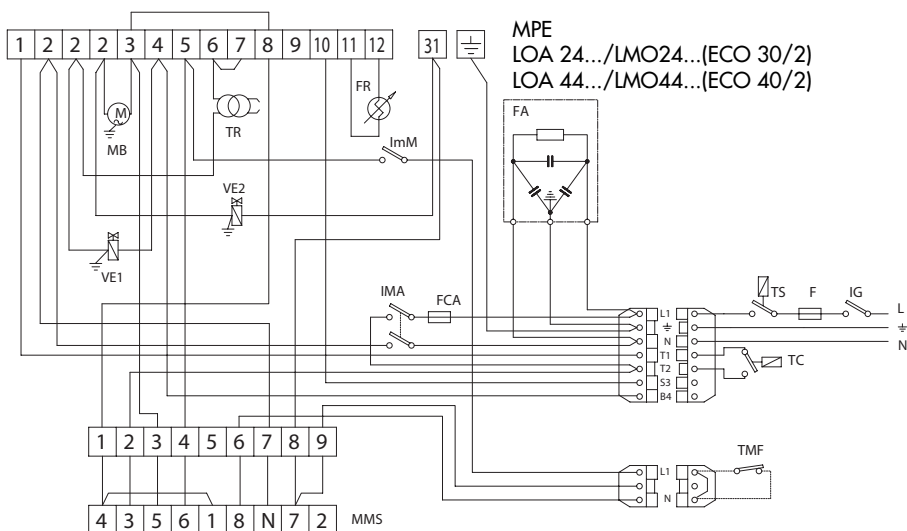 1 2 2 2 3 4 5 6 7 8 9 10 11 12 31
MPE
LOA 24.../LMO24...(ECO 30/2)
LOA 44.../LMO44...(ECO 40/2)
FR
FA
M
MB
TR
ImM
VE2
VE1
IMA
FCA
L1
N
T1
T2
S3
B4
TS
F
IG
L
N
TC
1 2 3 4 5 6 7 8 9
L1
N
TMF
4 3 5 6 1 8 N 7 2
MMS